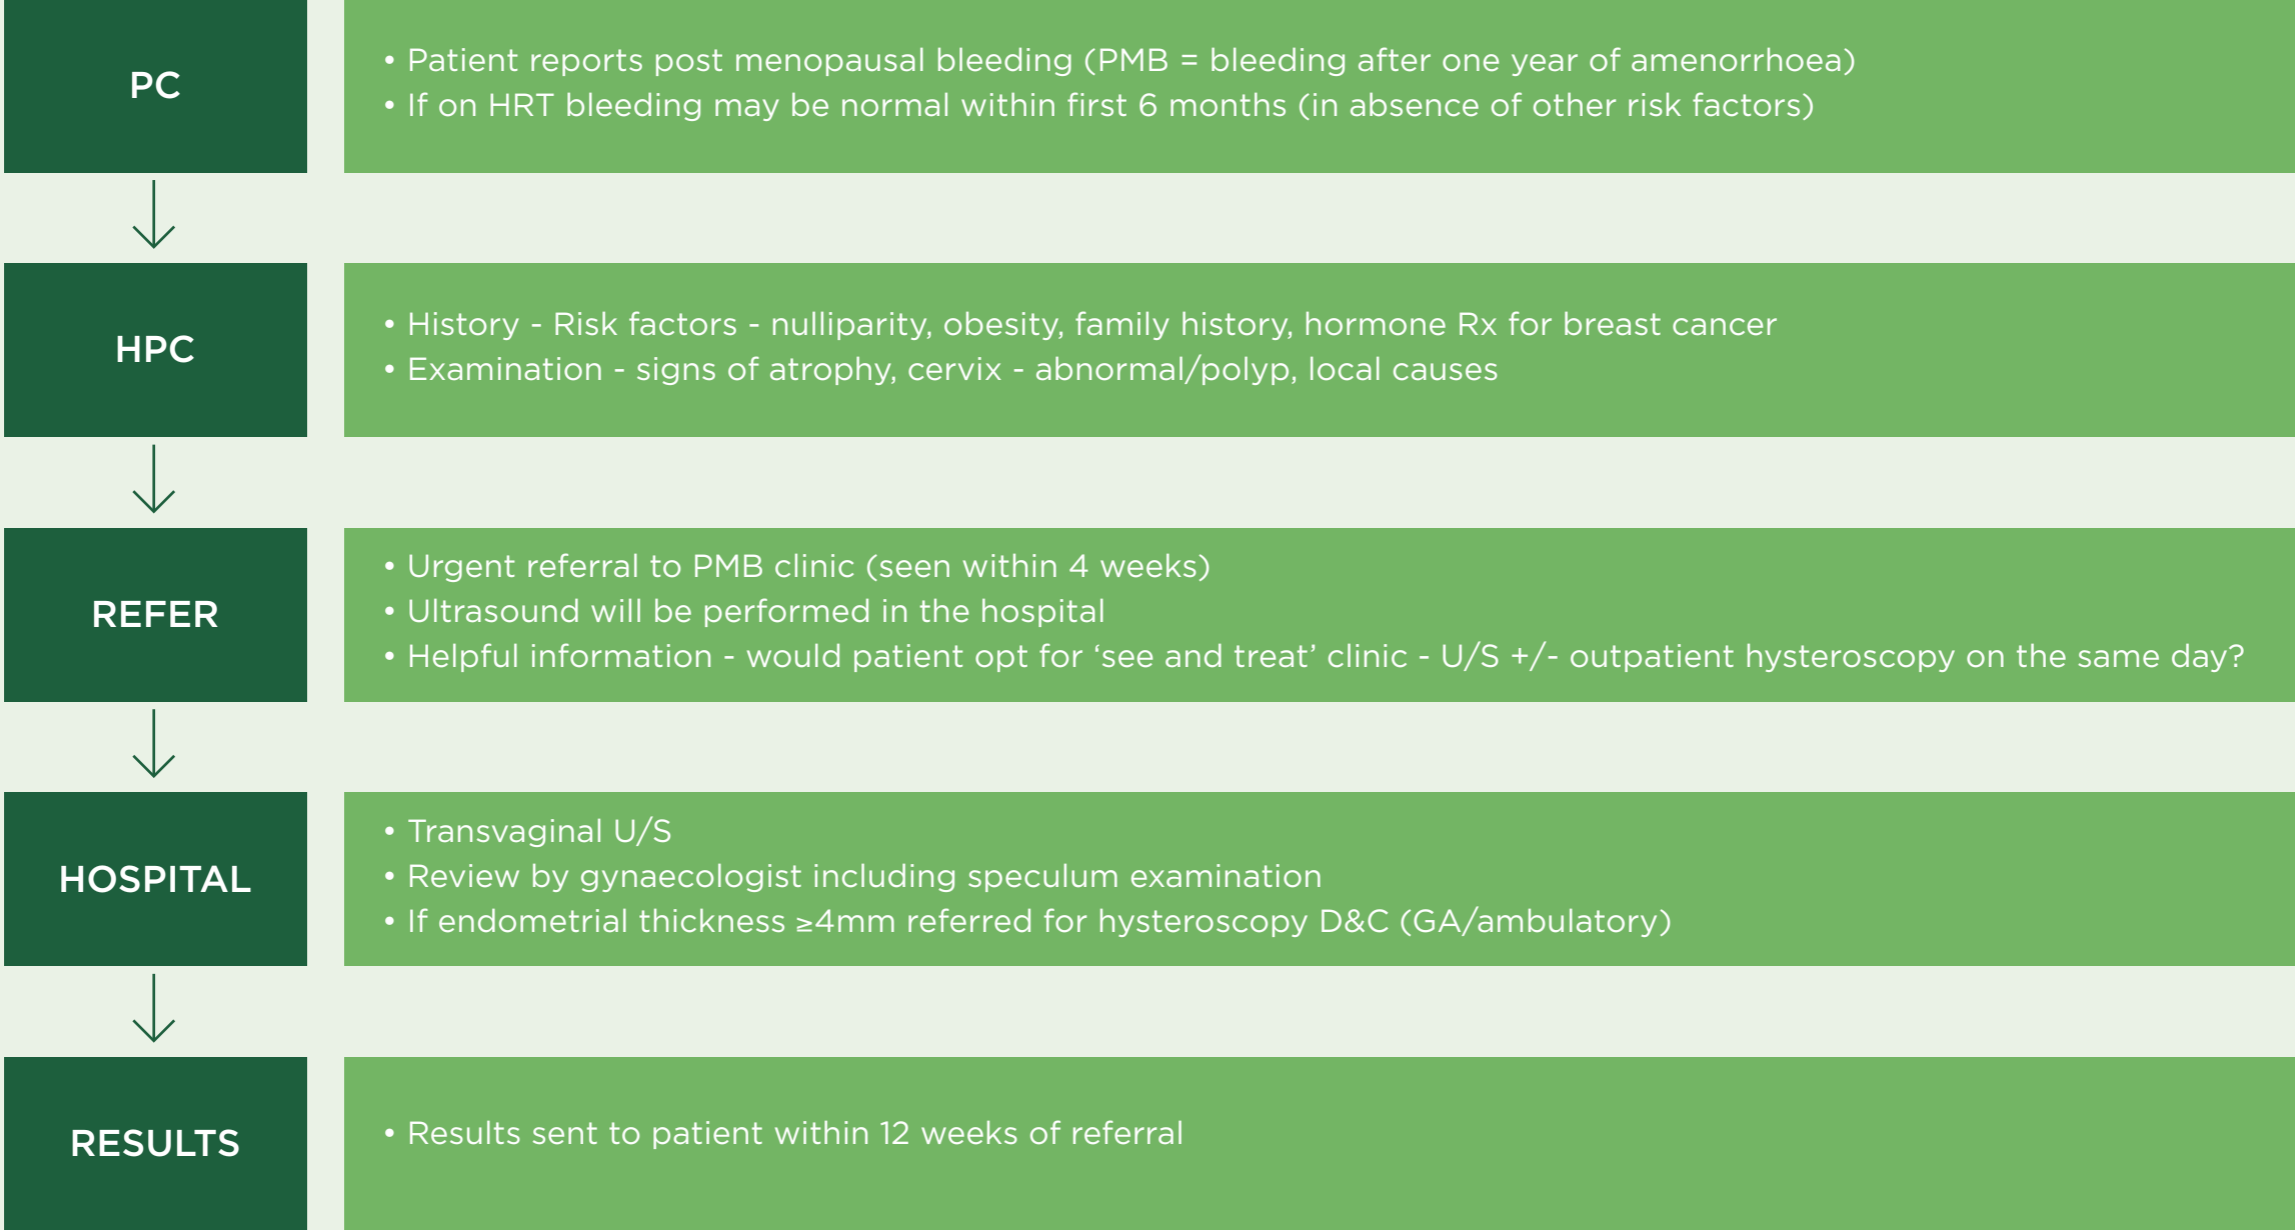 PC
• Patient reports post menopausal bleeding (PMB = bleeding after one year of amenorrhoea)
• If on HRT bleeding may be normal within first 6 months (in absence of other risk factors)
HPC
• History - Risk factors - nulliparity, obesity, family history, hormone Rx for breast cancer
• Examination - signs of atrophy, cervix - abnormal/polyp, local causes
REFER
• Urgent referral to PMB clinic (seen within 4 weeks)
• Ultrasound will be performed in the hospital
• Helpful information - would patient opt for ‘see and treat’ clinic - U/S +/- outpatient hysteroscopy on the same day?
HOSPITAL
• Transvaginal U/S
• Review by gynaecologist including speculum examination
• If endometrial thickness ≥4mm referred for hysteroscopy D&C (GA/ambulatory)
RESULTS
• Results sent to patient within 12 weeks of referral